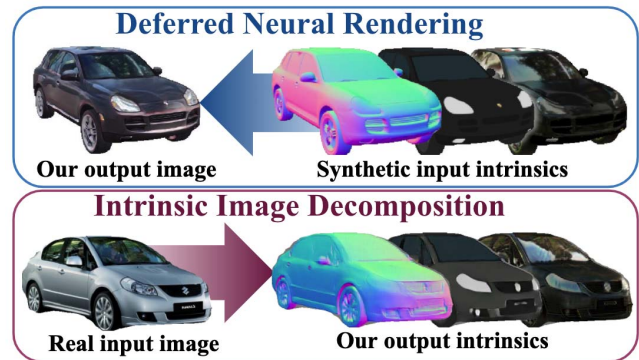 Deferred Neural Rendering
Our output image
Synthetic input intrinsics
Intrinsic Image Decomposition
Real input image
Our output intrinsics